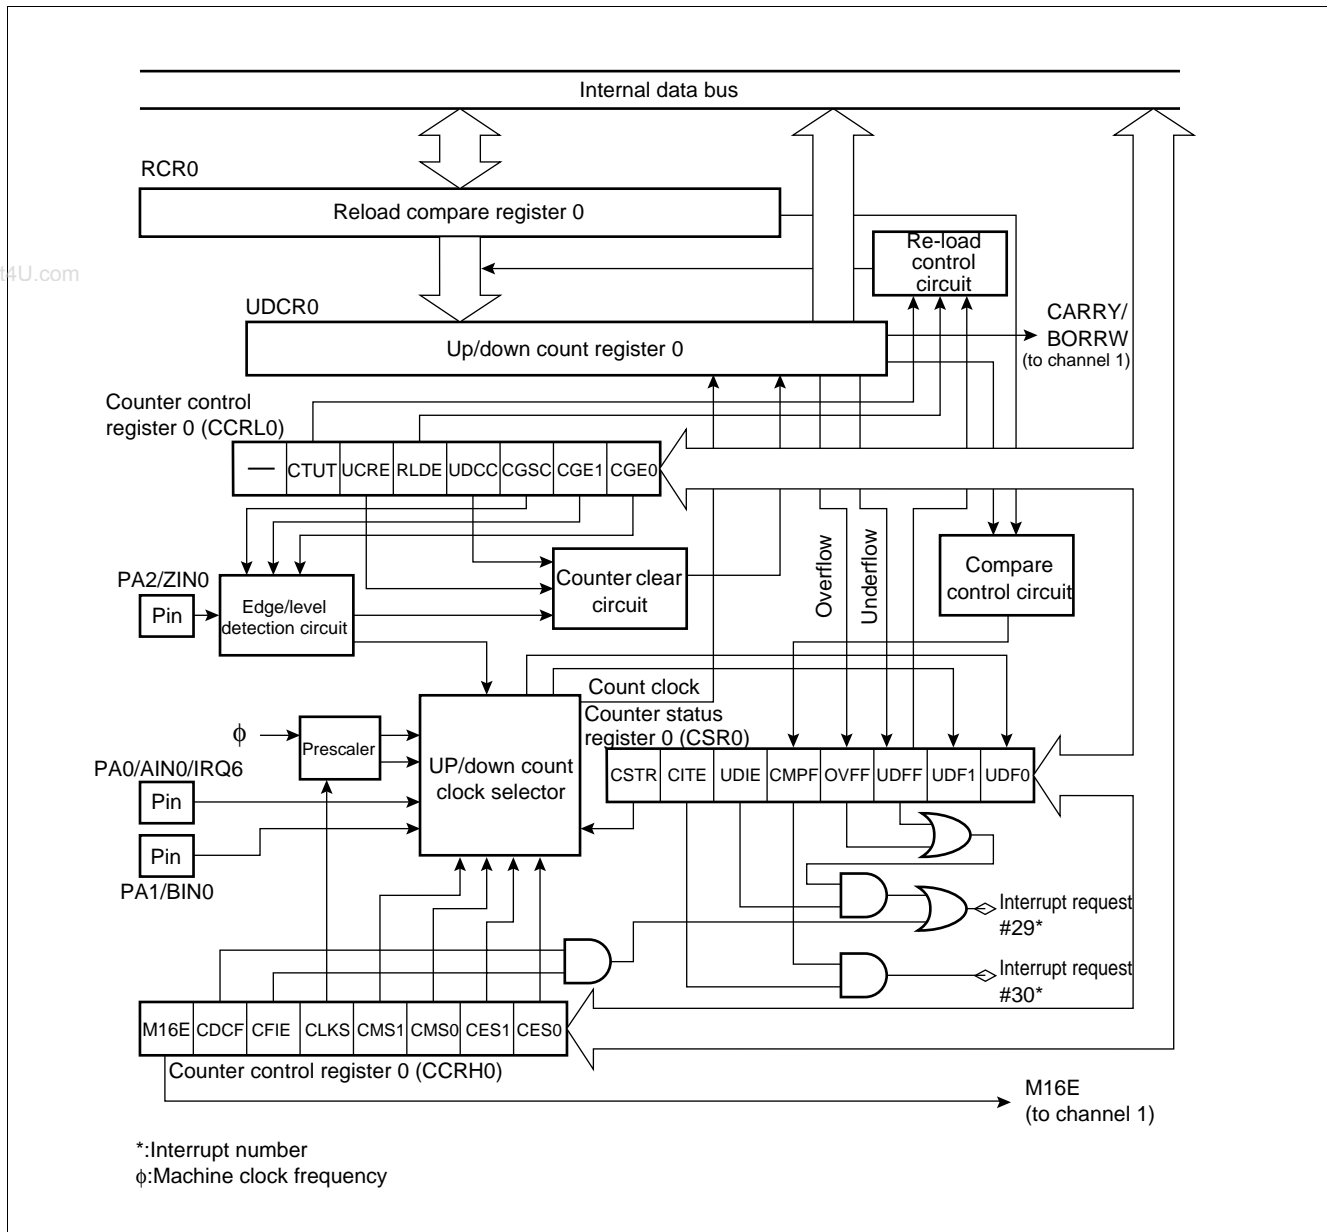 Internal data bus
RCR0
Reload compare register 0
Re-load
control
circuit
t4U.com
UDCR0
Up/down count register 0
CARRY/
BORRW
(to channel 1)
Counter control
register 0 (CCRL0)
— CTUT UCRE RLDE UDCC CGSC CGE1 CGE0
Overflow
Underflow
PA2/ZIN0
Pin
Edge/level
detection circuit
Counter clear
circuit
Compare
control circuit
Count clock
Counter status
register 0 (CSR0)
ϕ
Prescaler
UP/down count
clock selector
CSTR CITE UDIE CMPF OVFF UDFF UDF1 UDF0
PA0/AIN0/IRQ6
Pin
Pin
PA1/BIN0
Interrupt request
#29*
Interrupt request
#30*
M16E CDCF CFIE CLKS CMS1 CMS0 CES1 CES0
Counter control register 0 (CCRH0)
M16E
(to channel 1)
*:Interrupt number
ϕ:Machine clock frequency